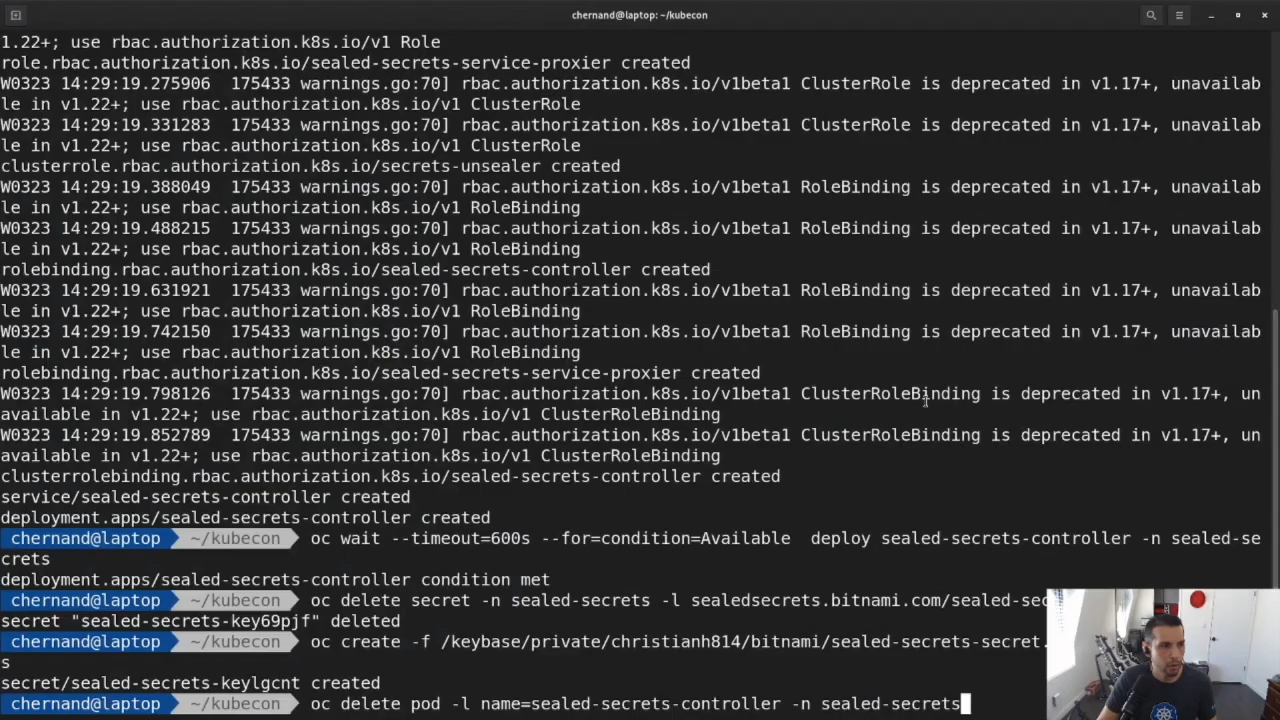 chernand@laptop: ~/kubecon
1.22+; use rbac.authorization.k8s.io/v1 Role
role.rbac.authorization.k8s.io/sealed-secrets-service-proxier created
W0323 14:29:19.275906  175433 warnings.go:70] rbac.authorization.k8s.io/v1beta1 ClusterRole is deprecated in v1.17+, unavailab
le in v1.22+; use rbac.authorization.k8s.io/v1 ClusterRole
W0323 14:29:19.331283  175433 warnings.go:70] rbac.authorization.k8s.io/v1beta1 ClusterRole is deprecated in v1.17+, unavailab
le in v1.22+; use rbac.authorization.k8s.io/v1 ClusterRole
clusterrole.rbac.authorization.k8s.io/secrets-unsealer created
W0323 14:29:19.388049  175433 warnings.go:70] rbac.authorization.k8s.io/v1beta1 RoleBinding is deprecated in v1.17+, unavailab
le in v1.22+; use rbac.authorization.k8s.io/v1 RoleBinding
W0323 14:29:19.488215  175433 warnings.go:70] rbac.authorization.k8s.io/v1beta1 RoleBinding is deprecated in v1.17+, unavailab
le in v1.22+; use rbac.authorization.k8s.io/v1 RoleBinding
rolebinding.rbac.authorization.k8s.io/sealed-secrets-controller created
W0323 14:29:19.631921  175433 warnings.go:70] rbac.authorization.k8s.io/v1beta1 RoleBinding is deprecated in v1.17+, unavailab
le in v1.22+; use rbac.authorization.k8s.io/v1 RoleBinding
W0323 14:29:19.742150  175433 warnings.go:70] rbac.authorization.k8s.io/v1beta1 RoleBinding is deprecated in v1.17+, unavailab
le in v1.22+; use rbac.authorization.k8s.io/v1 RoleBinding
rolebinding.rbac.authorization.k8s.io/sealed-secrets-service-proxier created
W0323 14:29:19.798126  175433 warnings.go:70] rbac.authorization.k8s.io/v1beta1 ClusterRoleBinding is deprecated in v1.17+, un
available in v1.22+; use rbac.authorization.k8s.io/v1 ClusterRoleBinding
W0323 14:29:19.852789  175433 warnings.go:70] rbac.authorization.k8s.io/v1beta1 ClusterRoleBinding is deprecated in v1.17+, un
available in v1.22+; use rbac.authorization.k8s.io/v1 ClusterRoleBinding
clusterrolebinding.rbac.authorization.k8s.io/sealed-secrets-controller created
service/sealed-secrets-controller created
deployment.apps/sealed-secrets-controller created
chernand@laptop ~/kubecon oc wait --timeout=600s --for=condition=Available  deploy sealed-secrets-controller -n sealed-se
crets
deployment.apps/sealed-secrets-controller condition met
chernand@laptop ~/kubecon oc delete secret -n sealed-secrets -l sealedsecrets.bitnami.com/sealed-sec
secret "sealed-secrets-key69pjf" deleted
chernand@laptop ~/kubecon oc create -f /keybase/private/christianh814/bitnami/sealed-secrets-secret.
s
secret/sealed-secrets-keylgcnt created
chernand@laptop ~/kubecon oc delete pod -l name=sealed-secrets-controller -n sealed-secrets